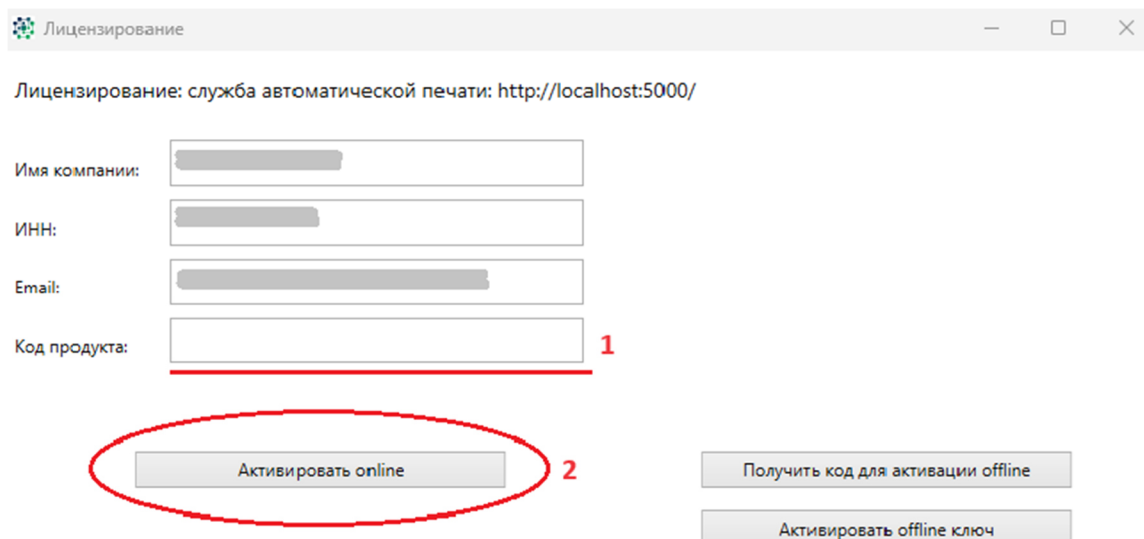 Лицензирование
Лицензирование: служба автоматической печати: http://localhost:5000/
Имя компании:
ИНН:
Email:
Код продукта:
1
Активировать online
2
Получить код для активации offline
Активировать offline ключ